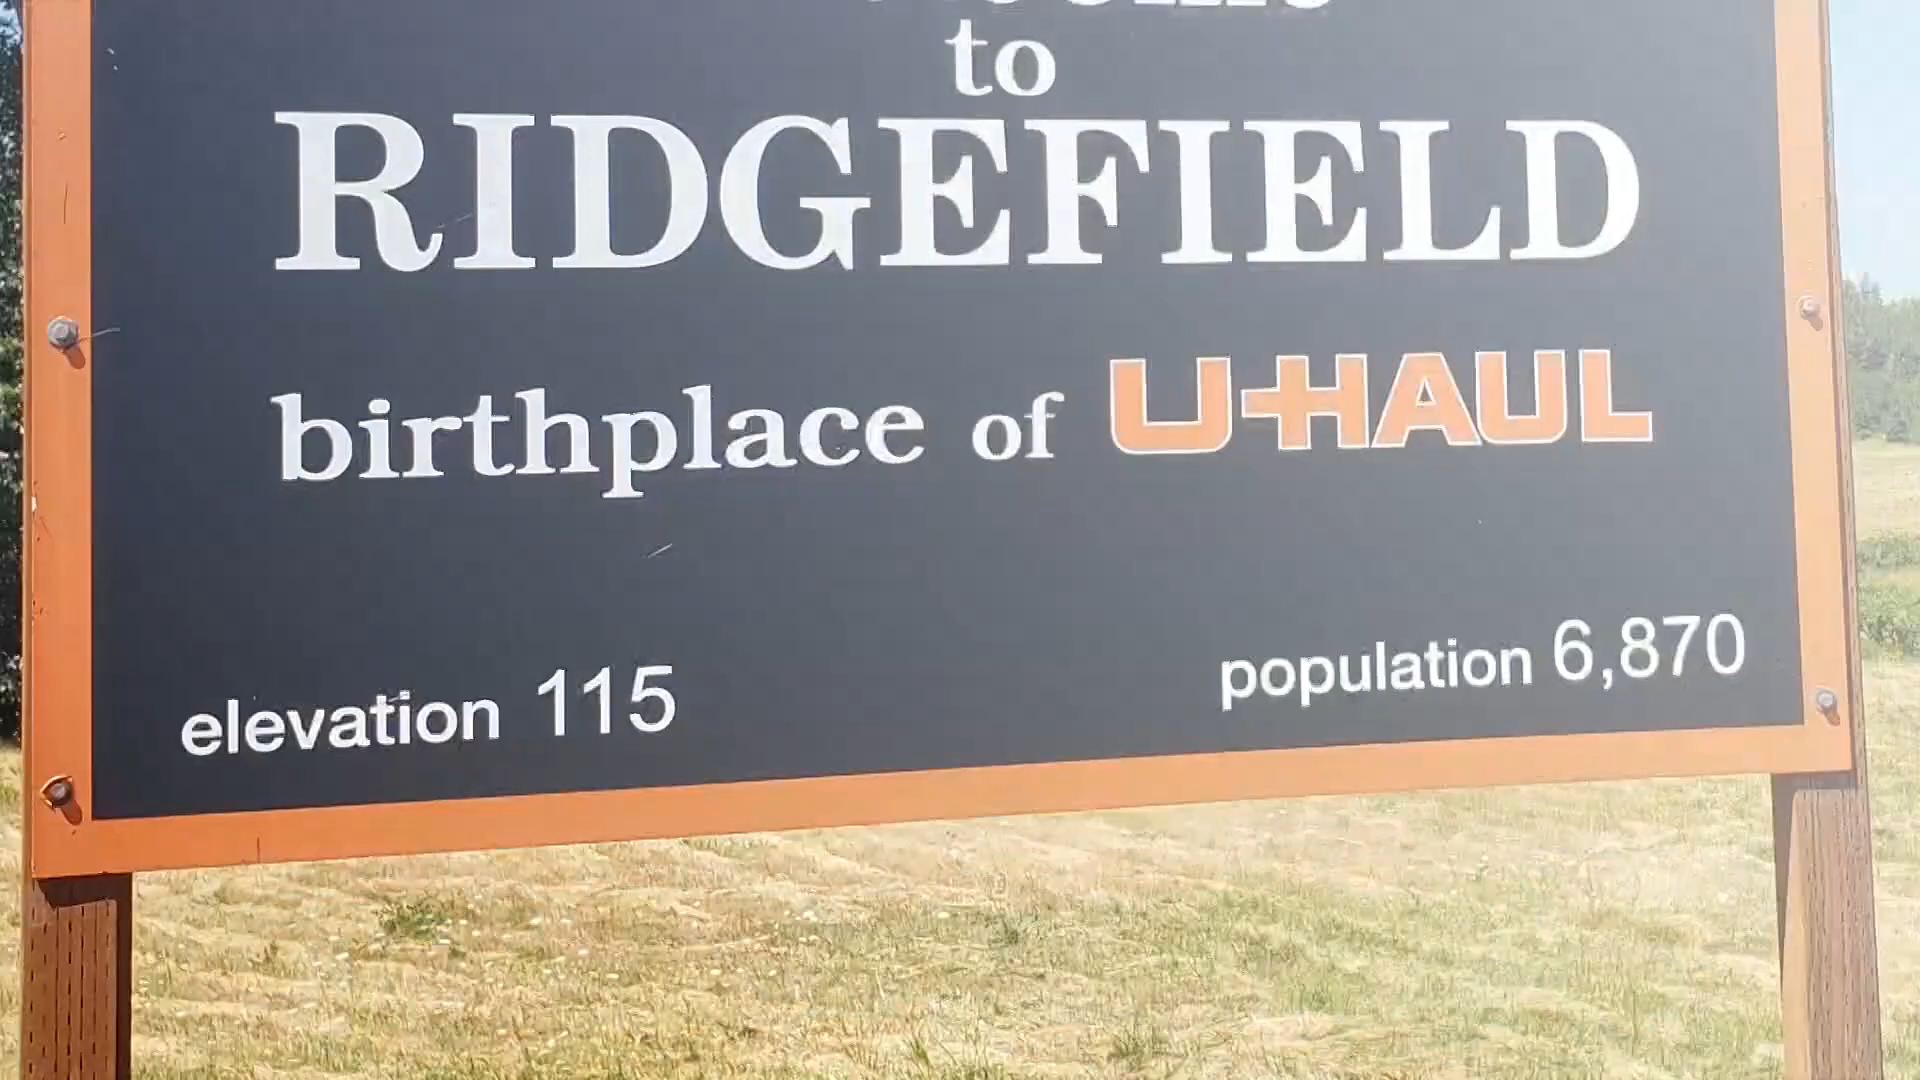 to
RIDGEFIELD
birthplace of U-HAUL
elevation 115
population 6,870